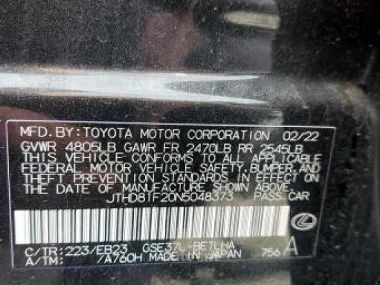 MFD. BY: TOYOTA MOTOR CORPORATION 02/22
GVWR 4805LB GAWR FR 2470LB RR 2545LB
THIS VEHICLE CONFORMS TO ALL APPLICABLE
FEDERAL MOTOR VEHICLE SAFETY, BUMPER, AND
THEFT PREVENTION STANDARDS IN EFFECT ON
THE DATE OF MANUFACTURE SHOWN ABOVE.
JTHD81F20N5048373 PASS. CAR
C/TR: 223/EB23 GSE37L-BETLHA
A/TM: /A760H MADE IN JAPAN 756 A